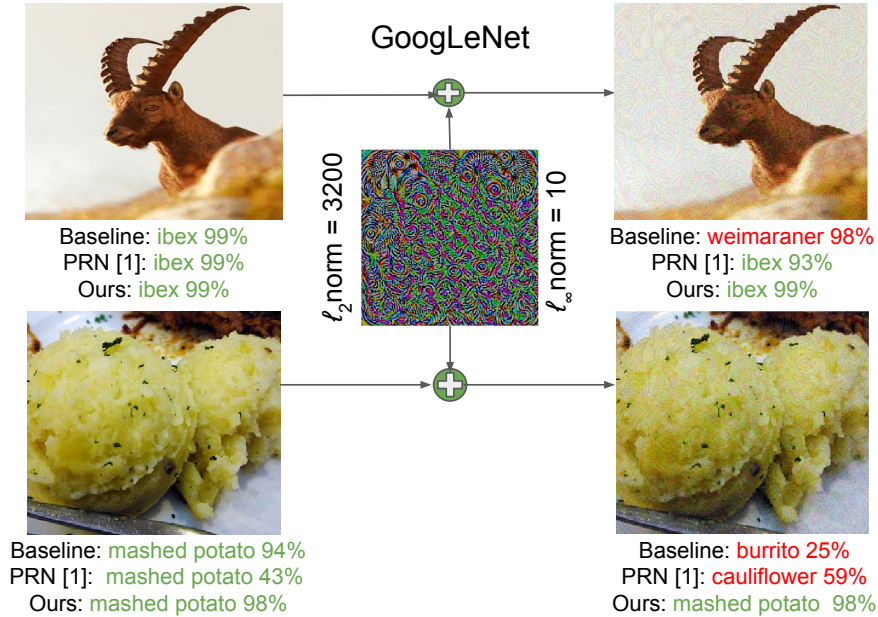 GoogLeNet
ℓ2 norm = 3200
ℓ∞ norm = 10
Baseline: ibex 99%
PRN [1]: ibex 99%
Ours: ibex 99%
Baseline: weimaraner 98%
PRN [1]: ibex 93%
Ours: ibex 99%
Baseline: mashed potato 94%
PRN [1]: mashed potato 43%
Ours: mashed potato 98%
Baseline: burrito 25%
PRN [1]: cauliflower 59%
Ours: mashed potato 98%